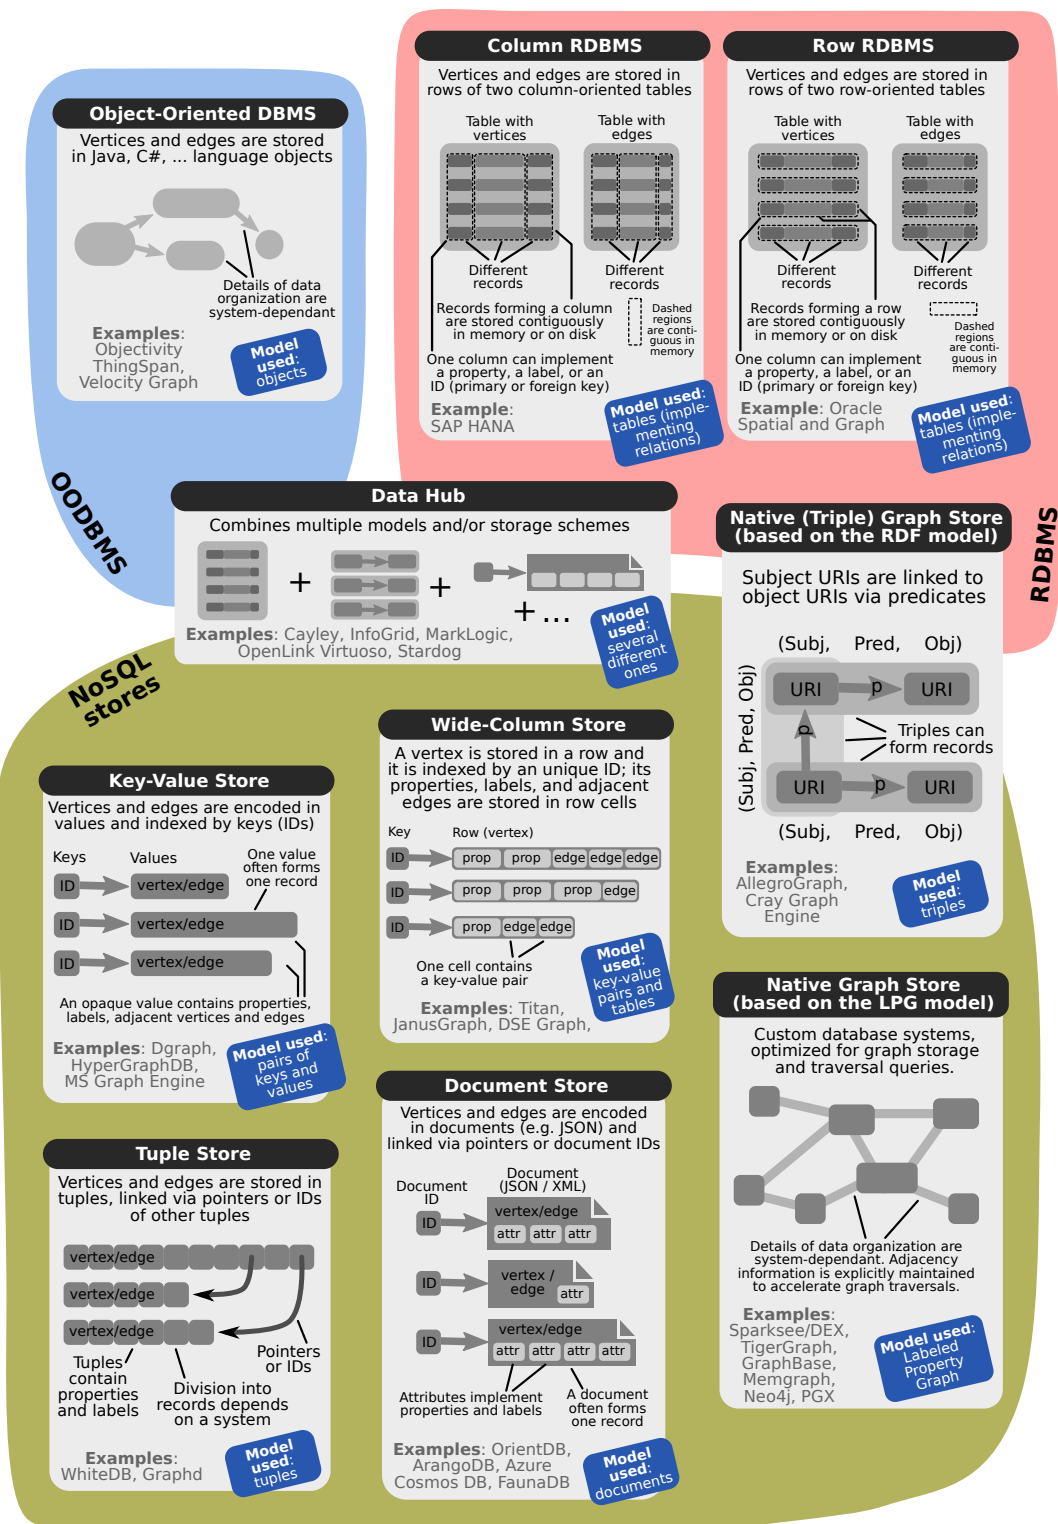 Object-Oriented DBMS
Vertices and edges are stored
in Java, C#, ... language objects
Details of data
organization are
system-dependant
Examples:
Objectivity
ThingSpan,
Velocity Graph
Model
used:
objects
OODBMS
Column RDBMS
Vertices and edges are stored in
rows of two column-oriented tables
Table with
vertices
Table with
edges
Different
records
Different
records
Records forming a column
are stored contiguously
in memory or on disk
Dashed
regions
are conti-
guous in
memory
One column can implement
a property, a label, or an
ID (primary or foreign key)
Example:
SAP HANA
Model used:
tables (imple-
menting
relations)
Row RDBMS
Vertices and edges are stored in
rows of two row-oriented tables
Table with
vertices
Table with
edges
Different
records
Different
records
Records forming a row
are stored contiguously
in memory or on disk
Dashed
regions
are conti-
guous in
memory
One column can implement
a property, a label, or an
ID (primary or foreign key)
Example: Oracle
Spatial and Graph
Model used:
tables (imple-
menting
relations)
RDBMS
Data Hub
Combines multiple models and/or storage schemes
+
+
+ ...
Examples: Cayley, InfoGrid, MarkLogic,
OpenLink Virtuoso, Stardog
Model
used:
several
different
ones
Native (Triple) Graph Store
(based on the RDF model)
Subject URIs are linked to
object URIs via predicates
(Subj, Pred, Obj)
(Subj, Pred, Obj)
URI p URI
p
Triples can
form records
URI p URI
(Subj, Pred, Obj)
Examples:
AllegroGraph,
Cray Graph
Engine
Model
used:
triples
NoSQL
stores
Wide-Column Store
A vertex is stored in a row and
it is indexed by an unique ID; its
properties, labels, and adjacent
edges are stored in row cells
Key Row (vertex)
ID prop prop edge edge edge
ID prop prop prop edge
ID prop edge edge
One cell contains
a key-value pair
Examples: Titan,
JanusGraph, DSE Graph,
Model
used:
key-value
pairs and
tables
Key-Value Store
Vertices and edges are encoded in
values and indexed by keys (IDs)
Keys Values
One value
often forms
one record
ID vertex/edge
ID vertex/edge
ID vertex/edge
An opaque value contains properties,
labels, adjacent vertices and edges
Examples: Dgraph,
HyperGraphDB,
MS Graph Engine
Model used:
pairs of
keys and
values
Native Graph Store
(based on the LPG model)
Custom database systems,
optimized for graph storage
and traversal queries.
Details of data organization are
system-dependant. Adjacency
information is explicitly maintained
to accelerate graph traversals.
Examples:
Sparksee/DEX,
TigerGraph,
GraphBase,
Memgraph,
Neo4j, PGX
Model used:
Labeled
Property
Graph
Document Store
Vertices and edges are encoded
in documents (e.g. JSON) and
linked via pointers or document IDs
Document
ID
Document
(JSON / XML)
ID vertex/edge
attr attr attr
ID vertex /
edge attr
ID vertex/edge
attr attr attr attr
Attributes implement
properties and labels
A document
often forms
one record
Examples: OrientDB,
ArangoDB, Azure
Cosmos DB, FaunaDB
Model
used:
documents
Tuple Store
Vertices and edges are stored in
tuples, linked via pointers or IDs
of other tuples
vertex/edge
vertex/edge
vertex/edge
Tuples
contain
properties
and labels
Division into
records depends
on a system
Pointers
or IDs
Examples:
WhiteDB, Graphd
Model
used:
tuples